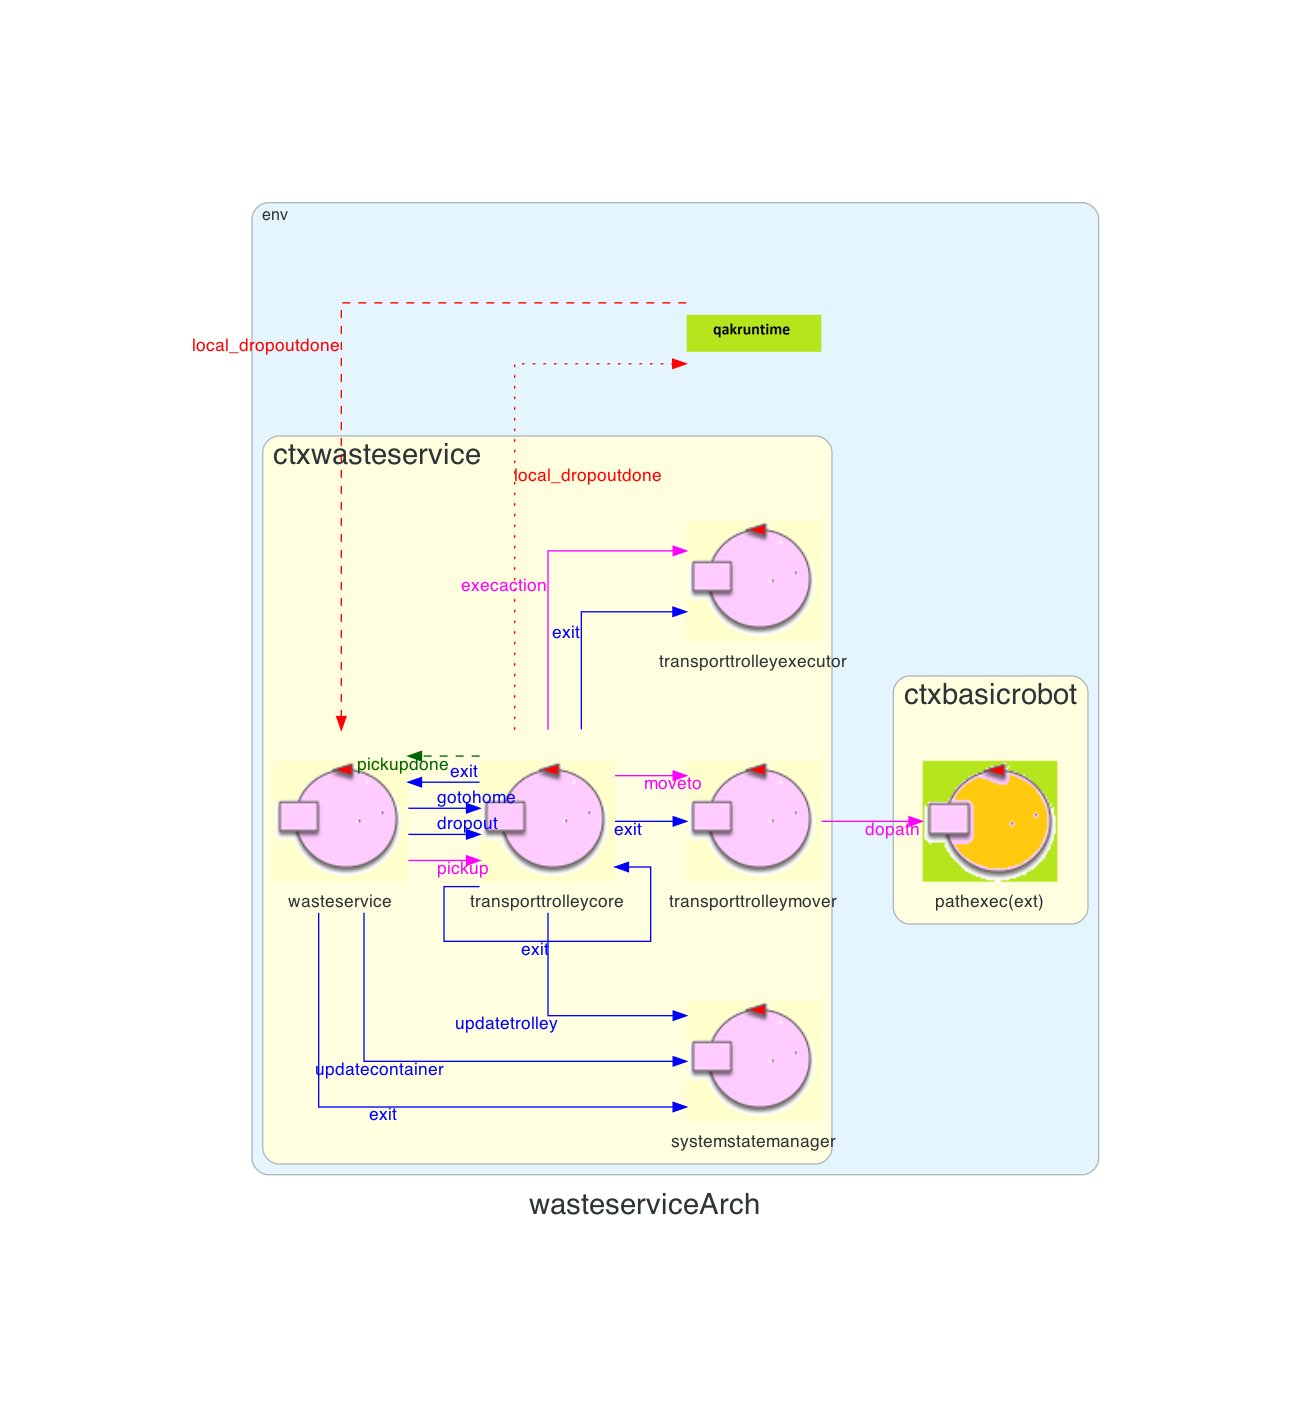 env
qakruntime
local_dropoutdone
ctxwasteservice
local_dropoutdone
execaction
exit
transporttrolleyexecutor
ctxbasicrobot
pickupdone
exit
moveto
gotohome
dropout
exit
dopath
pickup
wasteservice
transporttrolleycore
transporttrolleymover
pathexec(ext)
exit
updatetrolley
updatecontainer
exit
systemstatemanager
wasteserviceArch